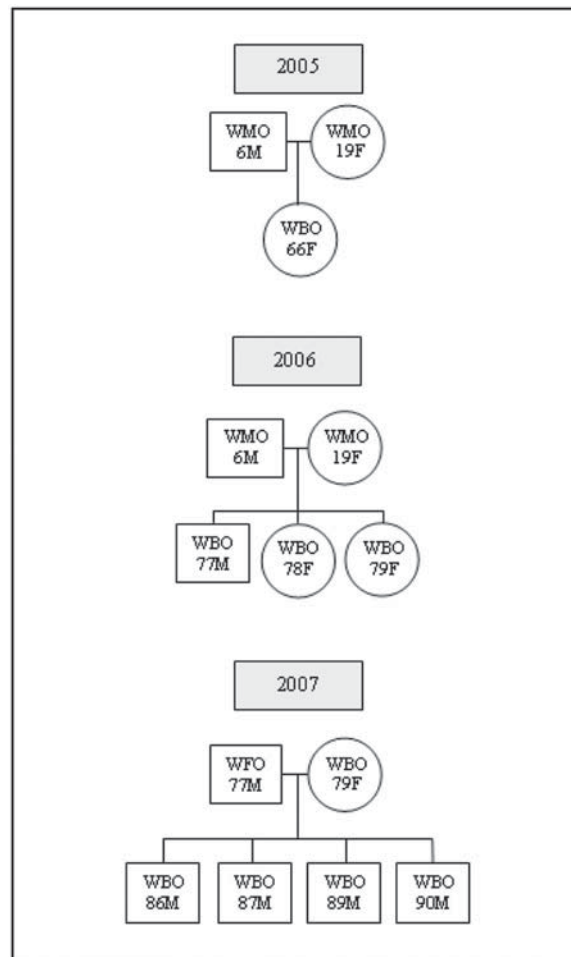 2005
WMO WMO
6M 19F
WBO
66F
2006
WMO WMO
6M 19F
WBO WBO WBO
77M 78F 79F
2007
WFO WBO
77M 79F
WBO WBO WBO WBO
86M 87M 89M 90M